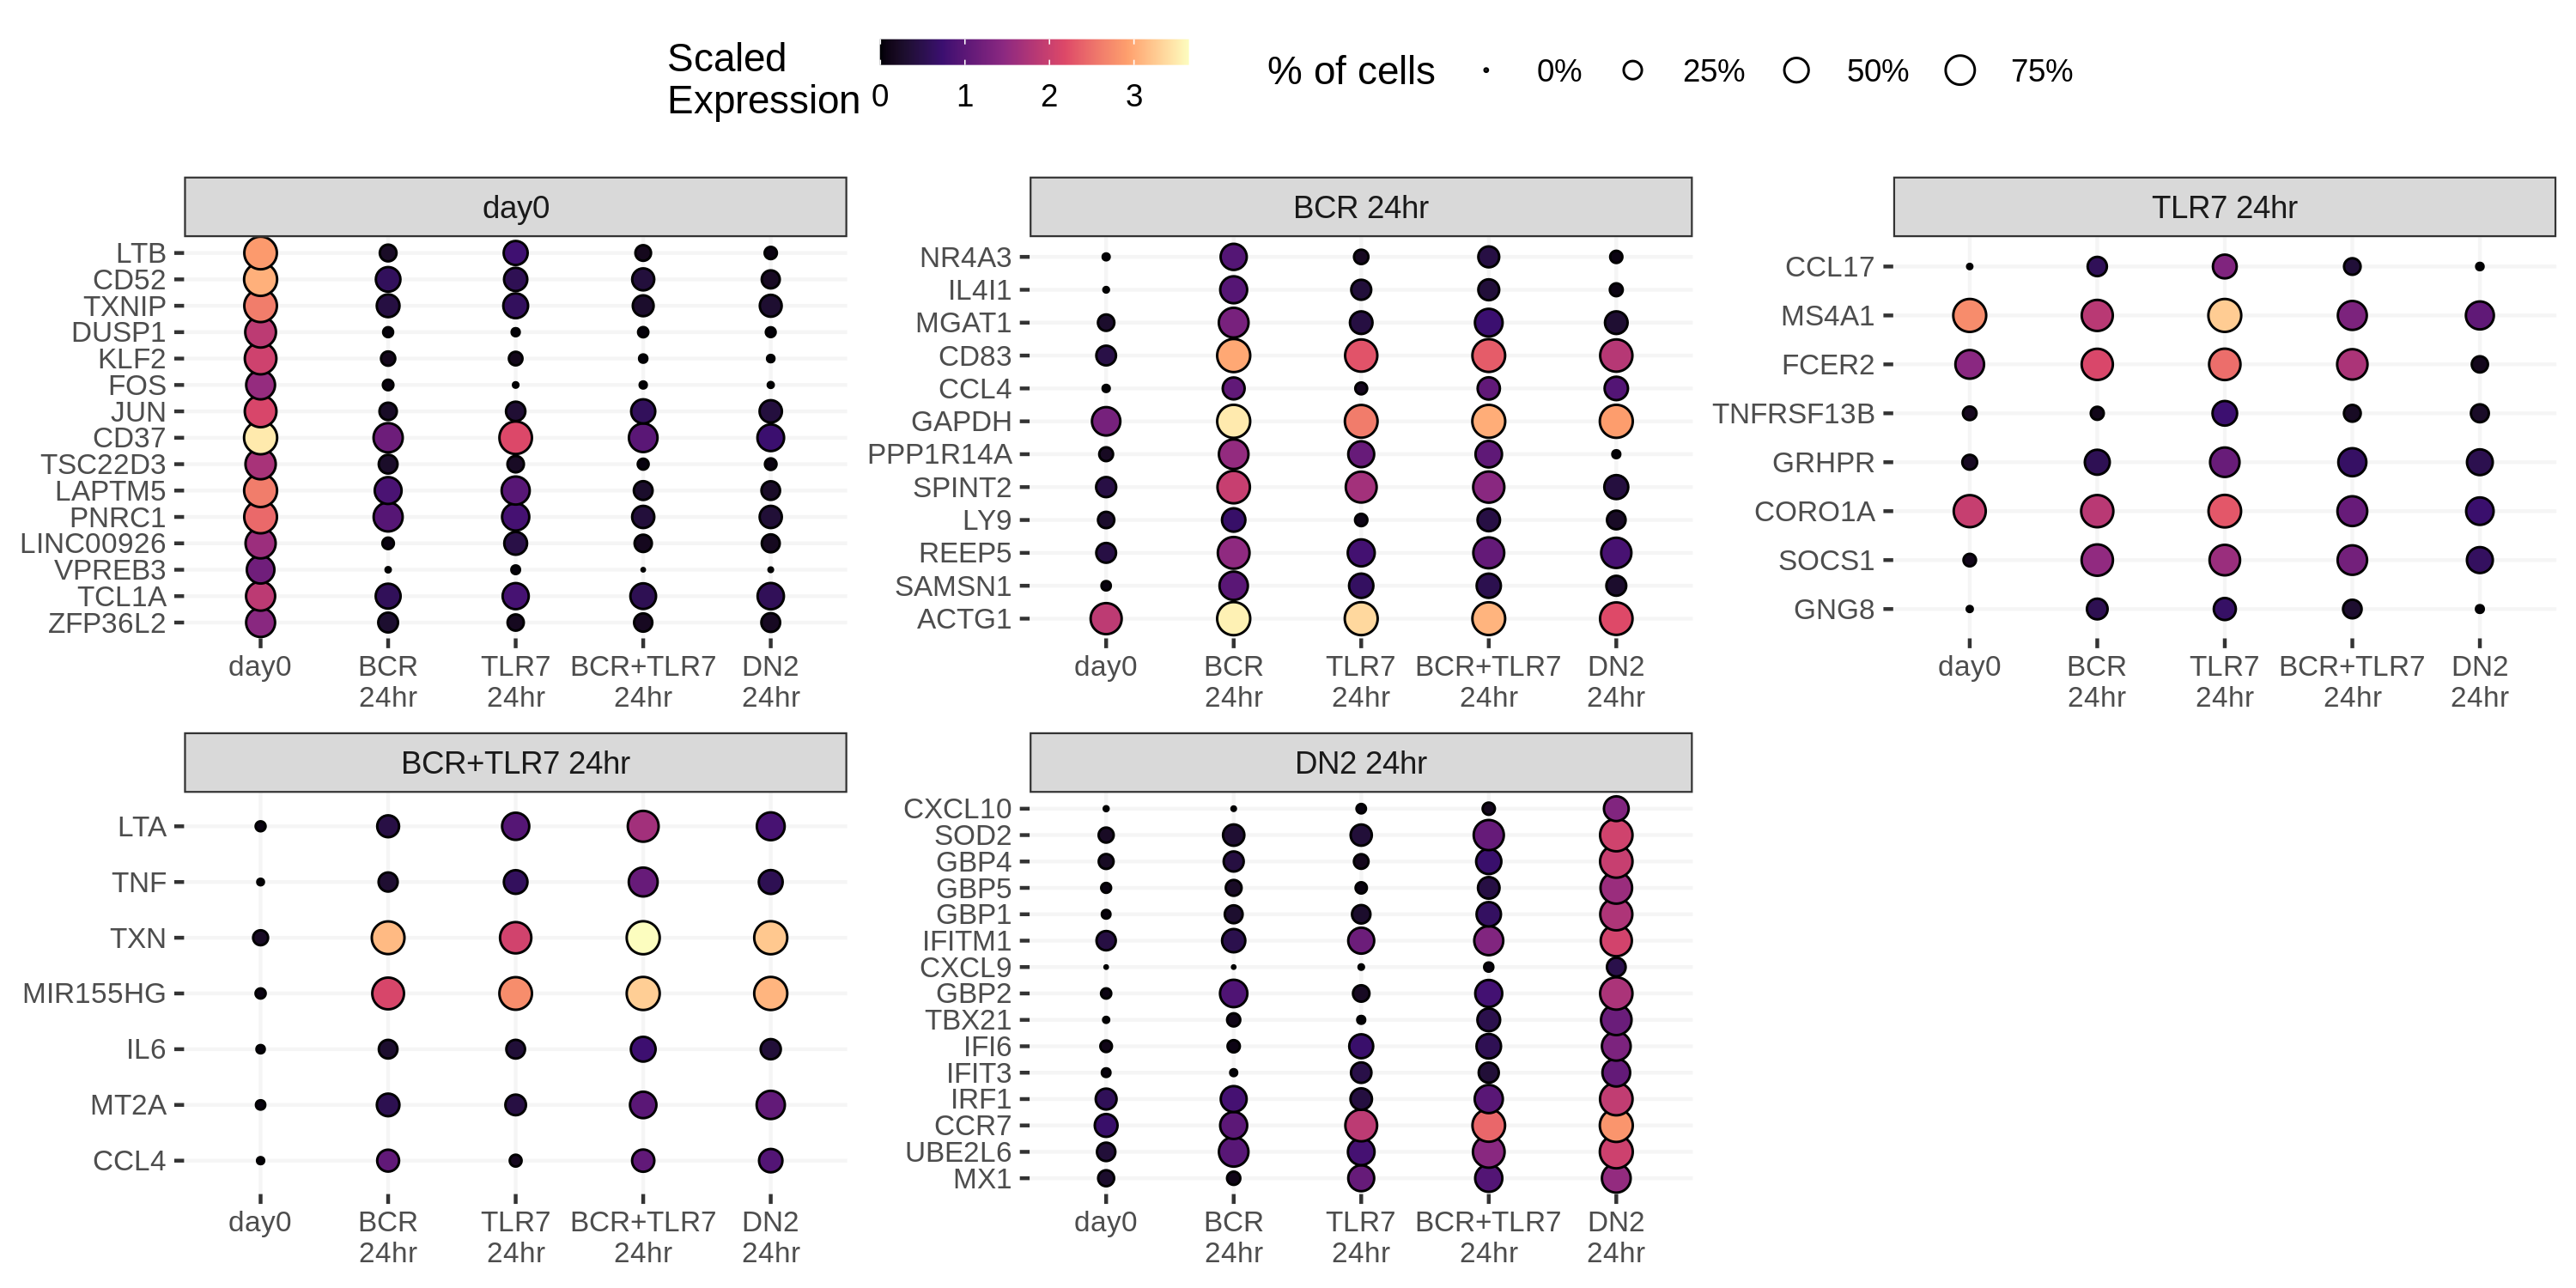 Scaled
Expression
0 1 2 3
% of cells 0% 25% 50% 75%
day0
LTB
CD52
TXNIP
DUSP1
KLF2
FOS
JUN
CD37
TSC22D3
LAPTM5
PNRC1
LINC00926
VPREB3
TCL1A
ZFP36L2
day0 BCR TLR7 BCR+TLR7 DN2
24hr 24hr 24hr 24hr
BCR 24hr
NR4A3
IL4I1
MGAT1
CD83
CCL4
GAPDH
PPP1R14A
SPINT2
LY9
REEP5
SAMSN1
ACTG1
day0 BCR TLR7 BCR+TLR7 DN2
24hr 24hr 24hr 24hr
TLR7 24hr
CCL17
MS4A1
FCER2
TNFRSF13B
GRHPR
CORO1A
SOCS1
GNG8
day0 BCR TLR7 BCR+TLR7 DN2
24hr 24hr 24hr 24hr
BCR+TLR7 24hr
LTA
TNF
TXN
MIR155HG
IL6
MT2A
CCL4
day0 BCR TLR7 BCR+TLR7 DN2
24hr 24hr 24hr 24hr
DN2 24hr
CXCL10
SOD2
GBP4
GBP5
GBP1
IFITM1
CXCL9
GBP2
TBX21
IFI6
IFIT3
IRF1
CCR7
UBE2L6
MX1
day0 BCR TLR7 BCR+TLR7 DN2
24hr 24hr 24hr 24hr